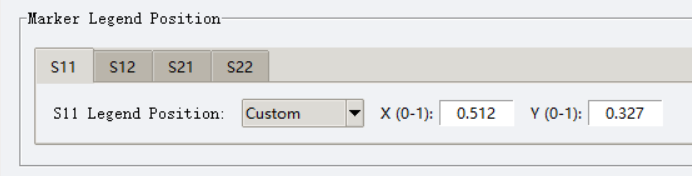 Marker Legend Position
S11 S12 S21 S22
S11 Legend Position: Custom X (0-1): 0.512 Y (0-1): 0.327